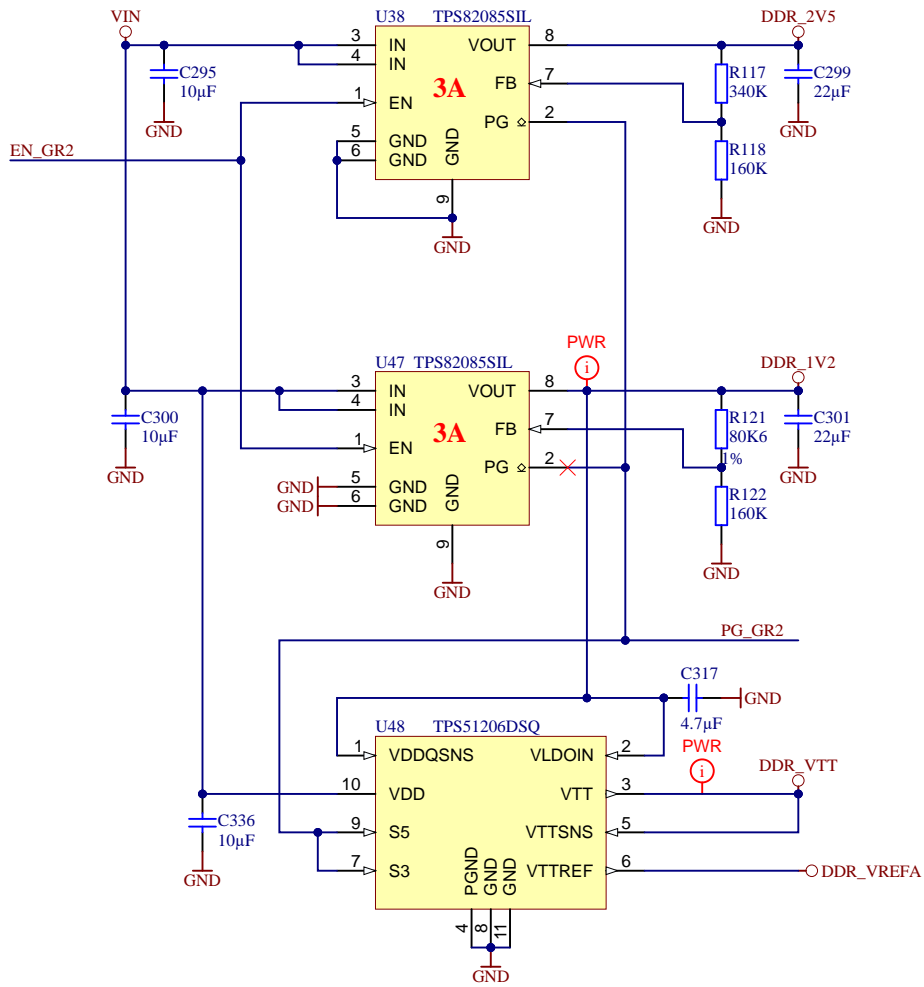 VIN
U38 TPS82085SIL
DDR_2V5
3 IN VOUT 8
4 IN
C295
10µF
GND
3A
FB 7
R117
340K
C299
22µF
GND
1 EN
PG 2
EN_GR2
5 GND
6 GND
GND
9
GND
R118
160K
GND
PWR
i
U47 TPS82085SIL
DDR_1V2
3 IN VOUT 8
4 IN
C300
10µF
GND
3A
FB 7
R121
80K6
1%
C301
22µF
GND
1 EN
PG 2
GND 5 GND
GND 6 GND
GND
9
GND
R122
160K
GND
PG_GR2
C317
4.7µF
GND
U48 TPS51206DSQ
1 VDDQSNS VLDOIN 2
PWR
i
DDR_VTT
10 VDD VTT 3
C336
10µF
GND
9 S5 VTTSNS 5
7 S3 VTTREF 6
DDR_VREFA
PGND
GND
GND
4
8
11
GND